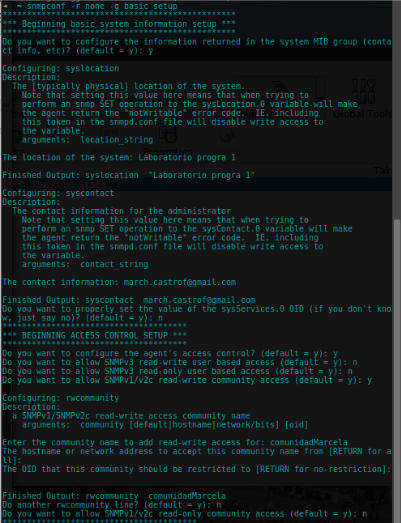 → ~ snmpconf -r none -g basic_setup
************************************************
*** Beginning basic system information setup ***
************************************************
Do you want to configure the information returned in the system MIB group (conta
ct info, etc)? (default = y): y
Configuring: syslocation
Description:
The [typically physical] location of the system.
Note that setting this value here means that when trying to
perform an snmp SET operation to the sysLocation.0 variable will make
the agent return the "notWritable" error code. IE, including
this token in the snmpd.conf file will disable write access to
the variable.
arguments: location_string
The location of the system: Laboratorio progra 1
Finished Output: syslocation "Laboratorio progra 1"
Configuring: syscontact
Description:
The contact information for the administrator
Note that setting this value here means that when trying to
perform an snmp SET operation to the sysContact.0 variable will make
the agent return the "notWritable" error code. IE, including
this token in the snmpd.conf file will disable write access to
the variable.
arguments: contact_string
The contact information: march.castrof@gmail.com
Finished Output: syscontact march.castrof@gmail.com
Do you want to properly set the value of the sysServices.0 OID (if you don't kno
w, just say no)? (default = y): n
**************************************
*** BEGINNING ACCESS CONTROL SETUP ***
**************************************
Do you want to configure the agent's access control? (default = y): y
Do you want to allow SNMPv3 read-write user based access (default = y): n
Do you want to allow SNMPv3 read-only user based access (default = y): n
Do you want to allow SNMPv1/v2c read-write community access (default = y): y
Configuring: rwcommunity
Description:
a SNMPv1/SNMPv2c read-write access community name
arguments: community [default|hostname|network/bits] [oid]
Enter the community name to add read-write access for: comunidadMarcela
The hostname or network address to accept this community name from [RETURN for a
ll]:
The OID that this community should be restricted to [RETURN for no-restriction]:
Finished Output: rwcommunity comunidadMarcela
Do another rwcommunity line? (default = y): n
Do you want to allow SNMPv1/v2c read-only community access (default = y): n